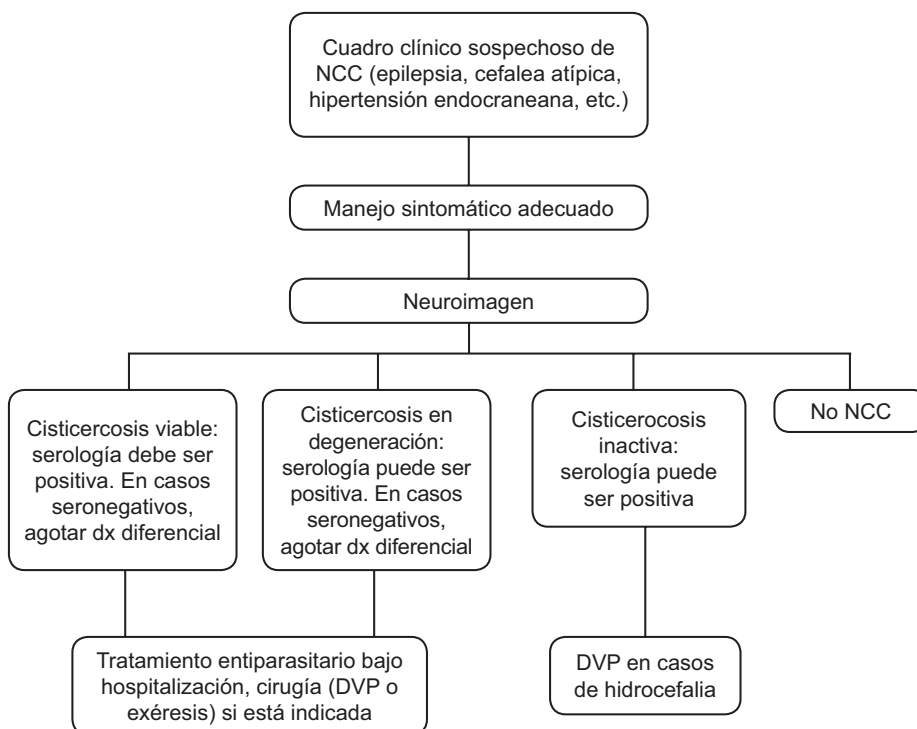 Cuadro clínico sospechoso de
NCC (epilepsia, cefalea atípica,
hipertensión endocraneana, etc.)
Manejo sintomático adecuado
Neuroimagen
Cisticercosis viable:
serología debe ser
positiva. En casos
seronegativos,
agotar dx diferencial
Cisticercosis en
degeneración:
serología puede ser
positiva. En casos
seronegativos,
agotar dx diferencial
Cisticerocosis
inactiva:
serología puede
ser positiva
No NCC
Tratamiento entiparasitario bajo
hospitalización, cirugía (DVP o
exéresis) si está indicada
DVP en casos
de hidrocefalia